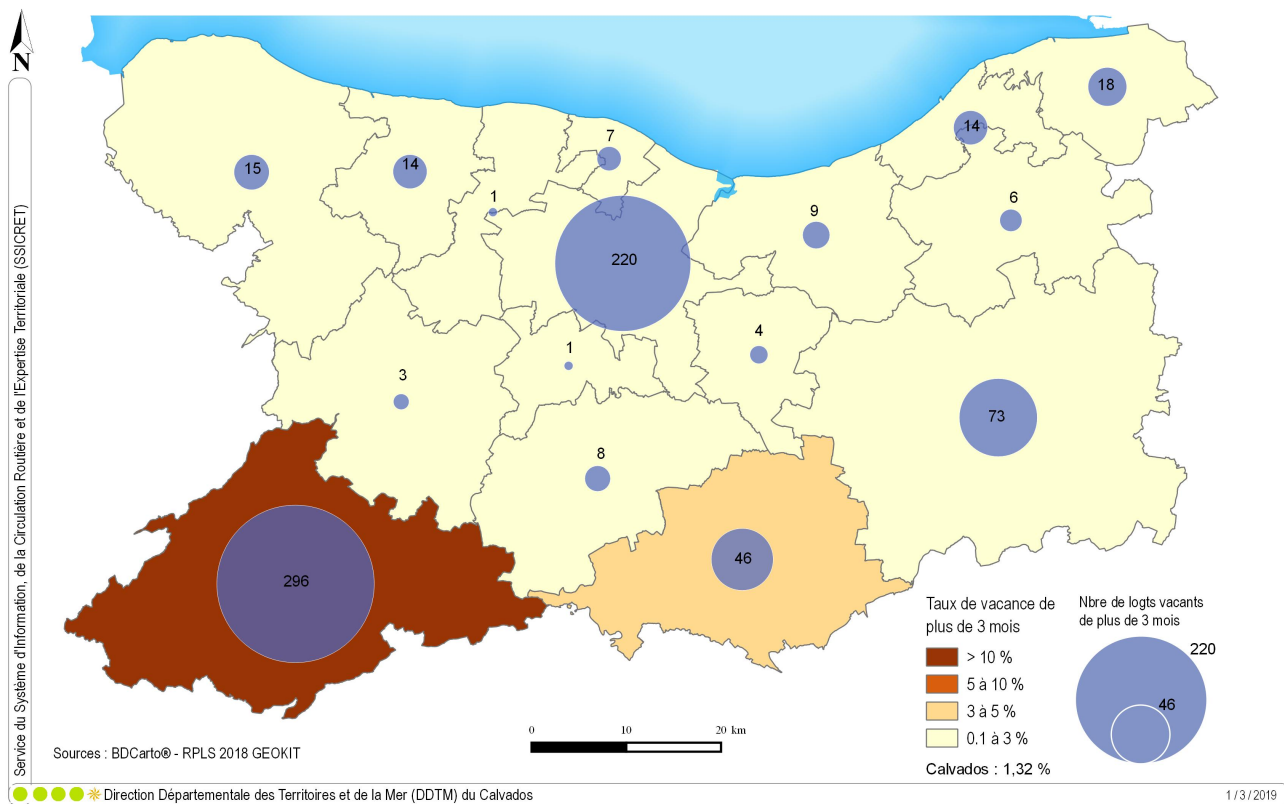 N
Service du Système d'Information, de la Circulation Routière et de l'Expertise Territoriale (SSICRET)
18
14
7
15
14
1
6
9
220
4
1
3
73
8
46
296
Taux de vacance de
plus de 3 mois
> 10 %
5 à 10 %
3 à 5 %
0.1 à 3 %
Calvados : 1,32 %
Nbre de logts vacants
de plus de 3 mois
220
46
0 10 20 km
Sources : BDCarto® - RPLS 2018 GEOKIT
Direction Départementale des Territoires et de la Mer (DDTM) du Calvados
1 / 3 / 2019